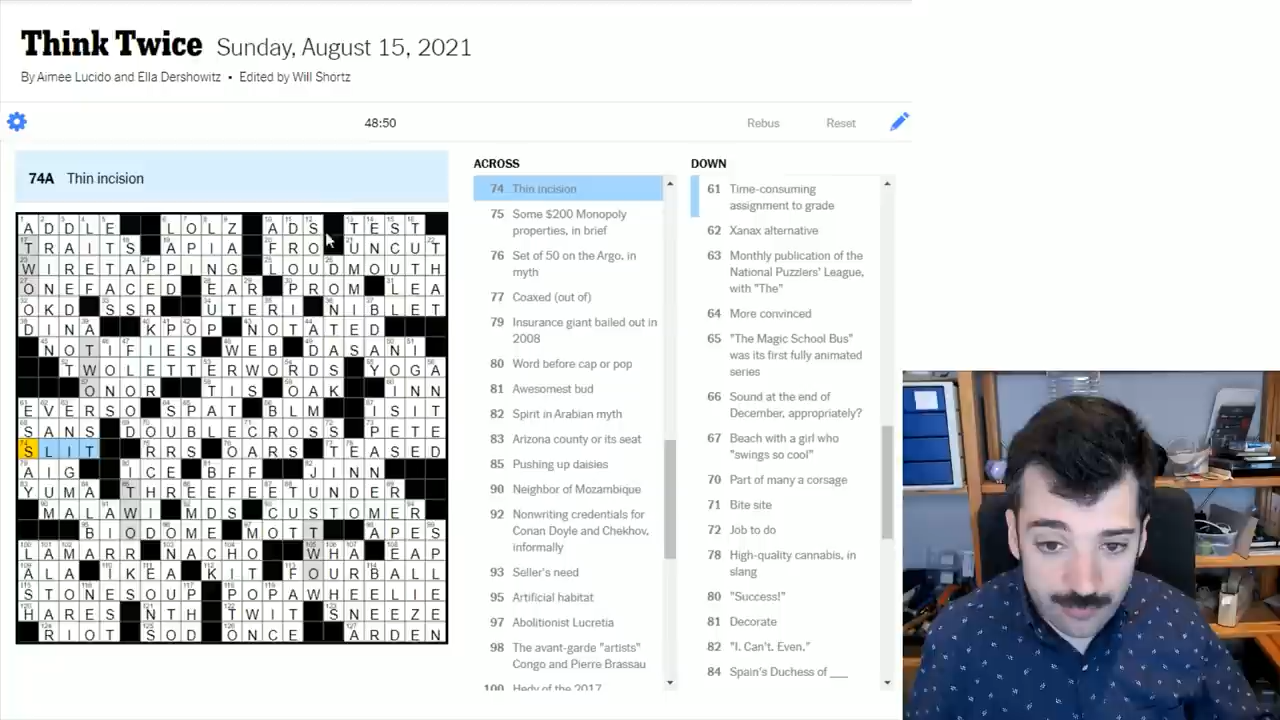 Think Twice Sunday, August 15, 2021
By Aimee Lucido and Ella Dershowitz • Edited by Will Shortz
48:50
Rebus
Reset
74A Thin incision
ADDLE LOLZ ADS TEST
TRAITS APIA FRO UNCUT
WIRETAPPING LOUDMOUTH
ONEFACED EAR PROM LEA
OKD SSR UTERI NIBLET
DINA KPOP NOTATED
NOTIFIES WEB DASANI
TWOLETTERWORDS YOGA
ONOR TIS OAK INN
EVERSO SPAT BLM ISIT
SANS DOUBLECROSS PETE
SLIT RRS OARS TEASED
AIG ICE BFF JINN
YUMA THREEFEETUNDER
MALAWI MDS CUSTOMER
BIODOME MOTT APES
LAMARR NACHO WHA EAP
ALA IKEA KIT FOURBALL
STONESOUP POPAWHEELIE
HARES NTH TWIT SNEEZE
RIOT SOD ONCE ARDEN
ACROSS
74 Thin incision
75 Some $200 Monopoly
properties, in brief
76 Set of 50 on the Argo, in
myth
77 Coaxed (out of)
79 Insurance giant bailed out in
2008
80 Word before cap or pop
81 Awesomest bud
82 Spirit in Arabian myth
83 Arizona county or its seat
85 Pushing up daisies
90 Neighbor of Mozambique
92 Nonwriting credentials for
Conan Doyle and Chekhov,
informally
93 Seller's need
95 Artificial habitat
97 Abolitionist Lucretia
98 The avant-garde "artists"
Congo and Pierre Brassau
100 Hedy of the 2017
DOWN
61 Time-consuming
assignment to grade
62 Xanax alternative
63 Monthly publication of the
National Puzzlers' League,
with "The"
64 More convinced
65 "The Magic School Bus"
was its first fully animated
series
66 Sound at the end of
December, appropriately?
67 Beach with a girl who
"swings so cool"
70 Part of many a corsage
71 Bite site
72 Job to do
78 High-quality cannabis, in
slang
80 "Success!"
81 Decorate
82 "I. Can't. Even."
84 Spain's Duchess of ___